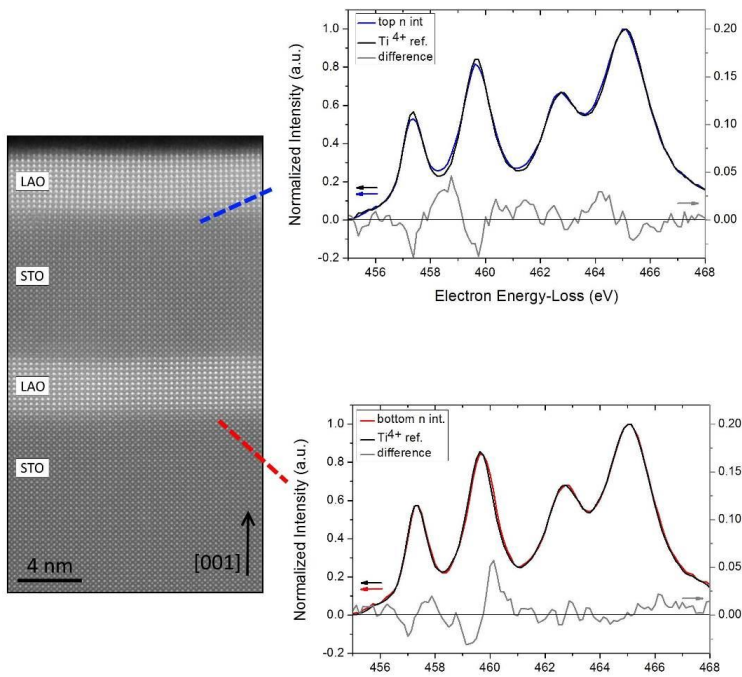 LAO
STO
LAO
STO
4 nm
[001]
Normalized Intensity (a.u.)
1.0
0.8
0.6
0.4
0.2
0.0
-0.2
top n int
Ti 4+ ref.
difference
0.20
0.15
0.10
0.05
0.00
456 458 460 462 464 466 468
Electron Energy-Loss (eV)
Normalized Intensity (a.u.)
1.0
0.8
0.6
0.4
0.2
0.0
-0.2
bottom n int.
Ti4+ ref.
difference
0.20
0.15
0.10
0.05
0.00
456 458 460 462 464 466 468